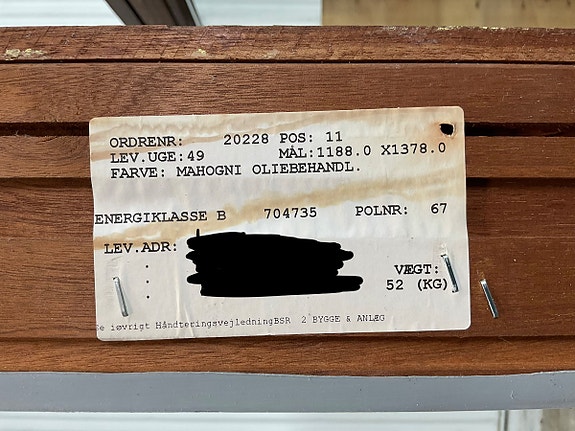 ORDRENR: 20228 POS: 11
LEV.UGE:49 MÅL:1188.0 X1378.0
FARVE: MAHOGNI OLIEBEHANDL.
ENERGIKLASSE B 704735 POLNR: 67
LEV.ADR:
:
: VÆGT:
. 52 (KG)
e iøvrigt HåndteringsvejledningBSR 2 BYGGE & ANLÆG